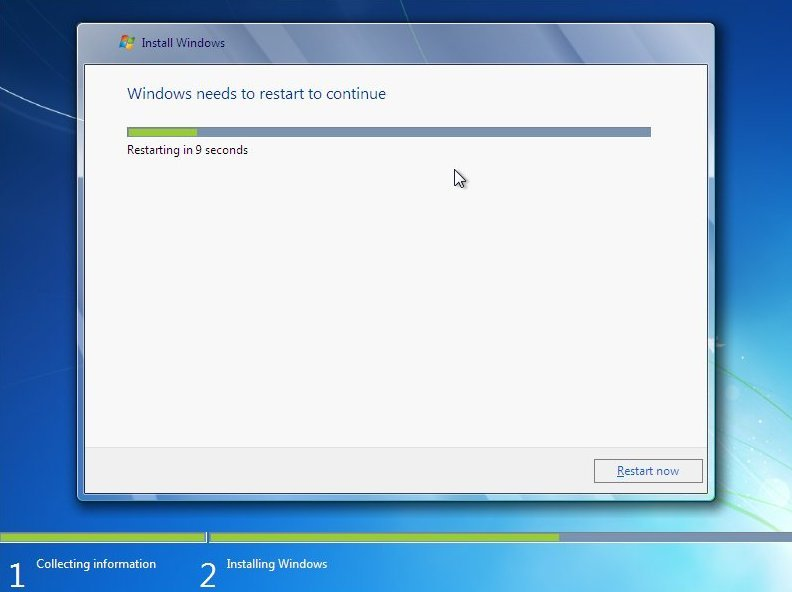 Install Windows
Windows needs to restart to continue
Restarting in 9 seconds
Restart now
1 Collecting information
2 Installing Windows